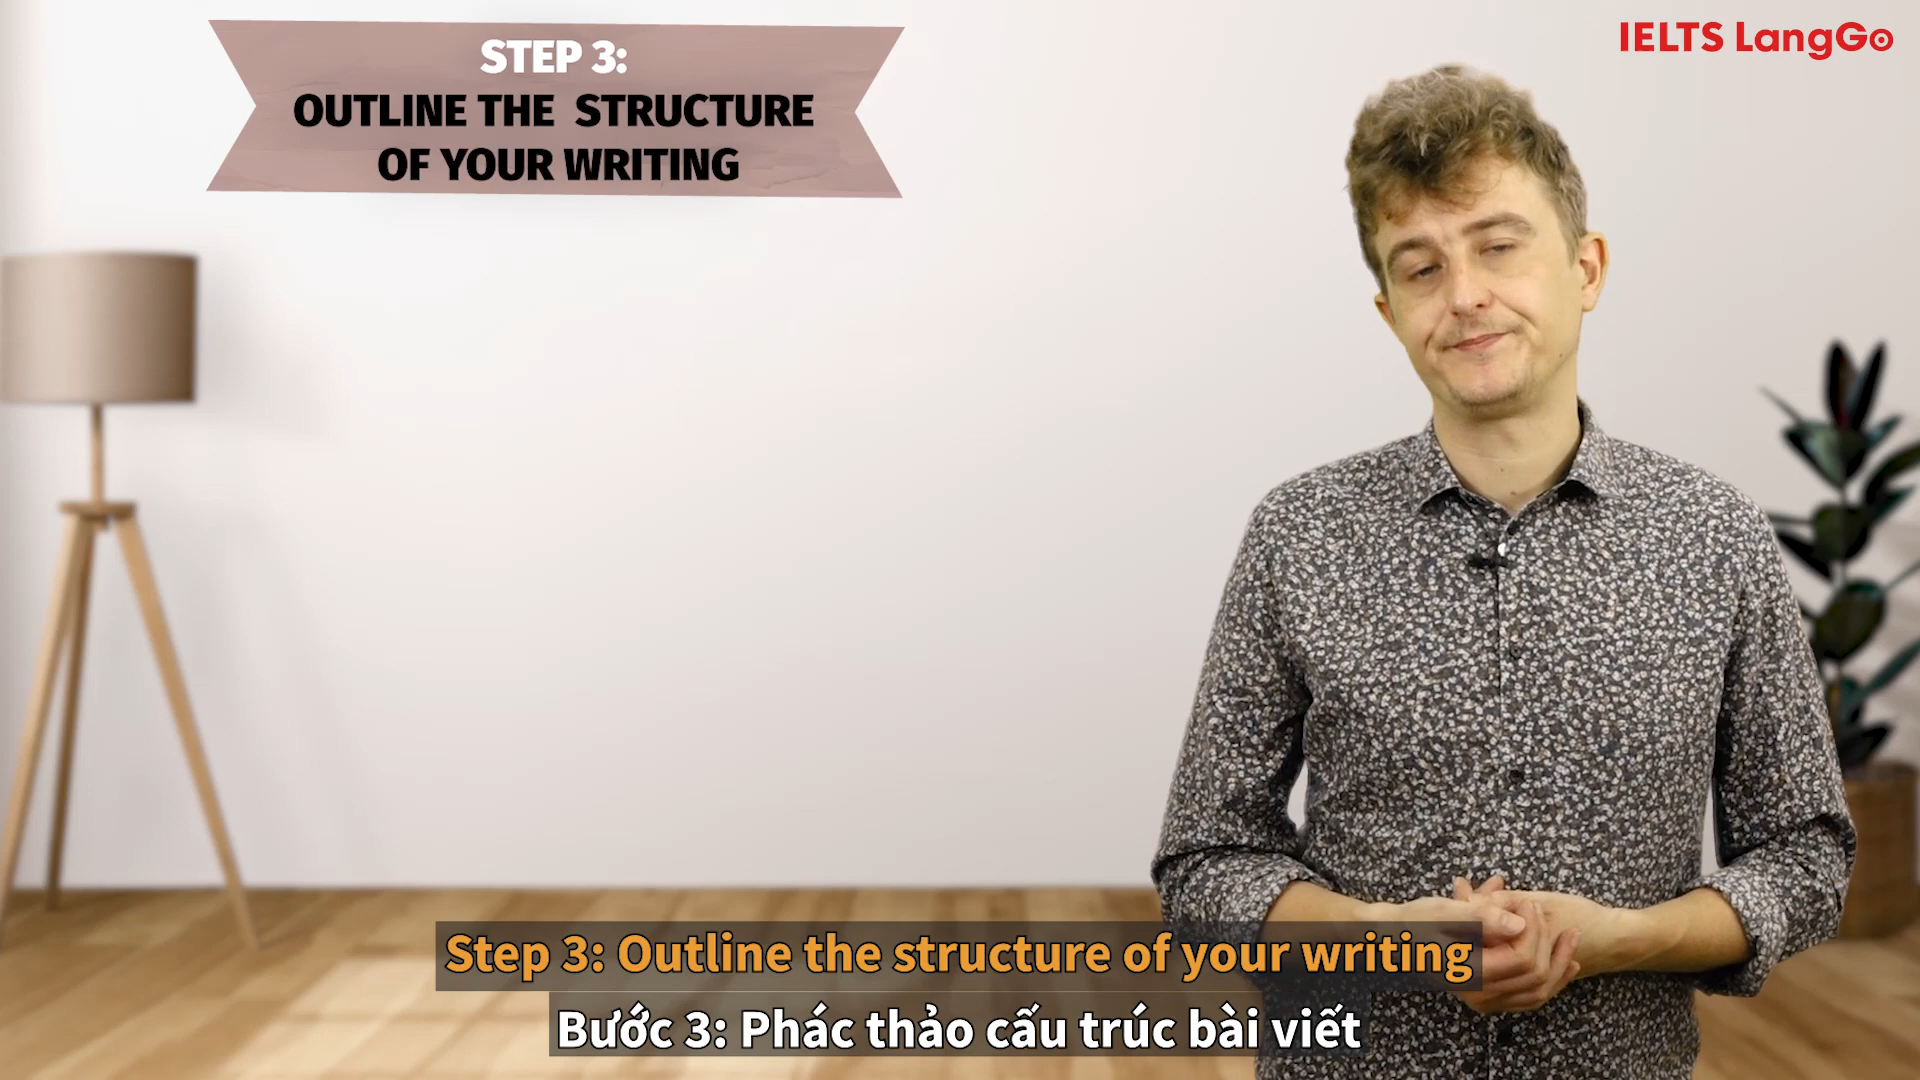 STEP 3:
OUTLINE THE STRUCTURE
OF YOUR WRITING
IELTS LangGo
Step 3: Outline the structure of your writing
Bước 3: Phác thảo cấu trúc bài viết